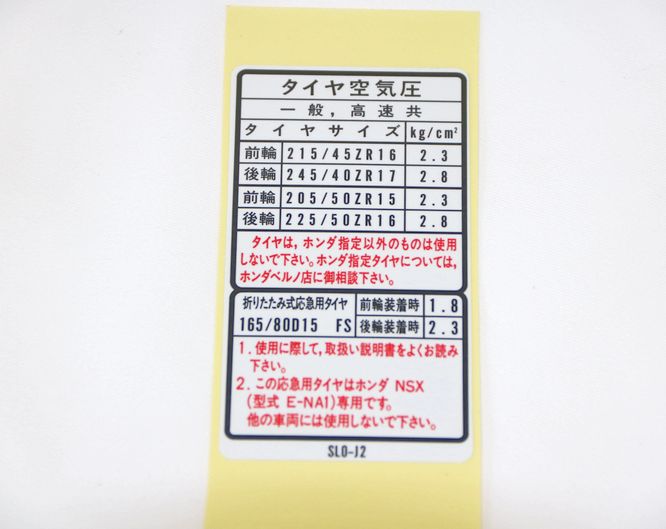 タイヤ空気圧
一般，高速共
タイヤサイズ kg/cm²
前輪 215/45ZR16 2.3
後輪 245/40ZR17 2.8
前輪 205/50ZR15 2.3
後輪 225/50ZR16 2.8
タイヤは，ホンダ指定以外のものは使用
しないで下さい。ホンダ指定タイヤについては，
ホンダベルノ店に御相談下さい。
折りたたみ式応急用タイヤ 前輪装着時 1.8
165/80D15 FS 後輪装着時 2.3
1．使用に際して，取扱い説明書をよくお読み
下さい。
2．この応急用タイヤはホンダ NSX
(型式 E-NA1)専用です。
他の車両には使用しないで下さい。
SL0-J2